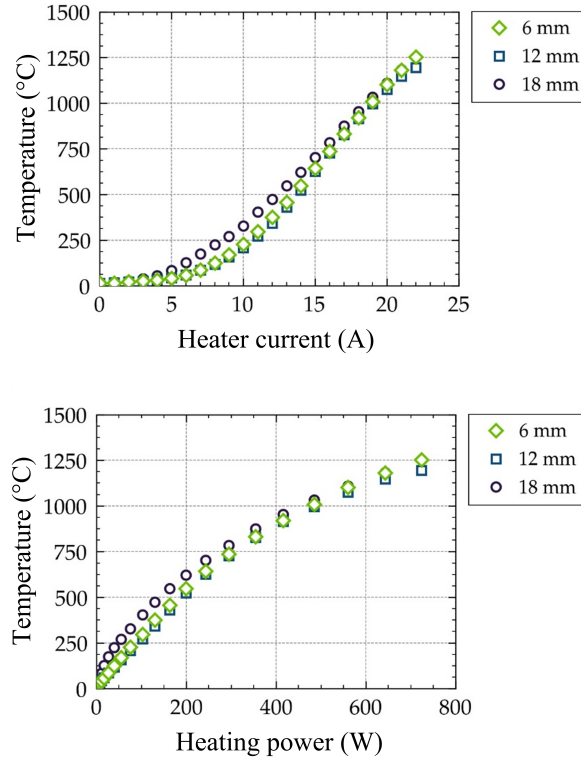 1500
1250
1000
750
500
250
0
Temperature (°C)
0 5 10 15 20 25
Heater current (A)
6 mm
12 mm
18 mm
1500
1250
1000
750
500
250
0
Temperature (°C)
0 200 400 600 800
Heating power (W)
6 mm
12 mm
18 mm